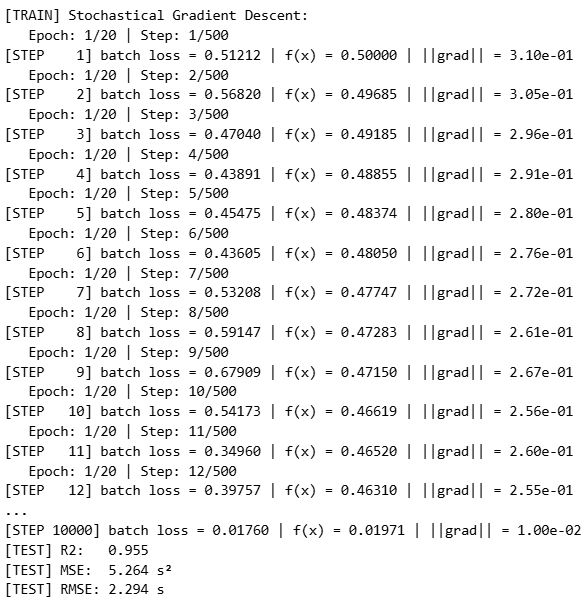 [TRAIN] Stochastical Gradient Descent:
   Epoch: 1/20 | Step: 1/500
[STEP    1] batch loss = 0.51212 | f(x) = 0.50000 | ||grad|| = 3.10e-01
   Epoch: 1/20 | Step: 2/500
[STEP    2] batch loss = 0.56820 | f(x) = 0.49685 | ||grad|| = 3.05e-01
   Epoch: 1/20 | Step: 3/500
[STEP    3] batch loss = 0.47040 | f(x) = 0.49185 | ||grad|| = 2.96e-01
   Epoch: 1/20 | Step: 4/500
[STEP    4] batch loss = 0.43891 | f(x) = 0.48855 | ||grad|| = 2.91e-01
   Epoch: 1/20 | Step: 5/500
[STEP    5] batch loss = 0.45475 | f(x) = 0.48374 | ||grad|| = 2.80e-01
   Epoch: 1/20 | Step: 6/500
[STEP    6] batch loss = 0.43605 | f(x) = 0.48050 | ||grad|| = 2.76e-01
   Epoch: 1/20 | Step: 7/500
[STEP    7] batch loss = 0.53208 | f(x) = 0.47747 | ||grad|| = 2.72e-01
   Epoch: 1/20 | Step: 8/500
[STEP    8] batch loss = 0.59147 | f(x) = 0.47283 | ||grad|| = 2.61e-01
   Epoch: 1/20 | Step: 9/500
[STEP    9] batch loss = 0.67909 | f(x) = 0.47150 | ||grad|| = 2.67e-01
   Epoch: 1/20 | Step: 10/500
[STEP   10] batch loss = 0.54173 | f(x) = 0.46619 | ||grad|| = 2.56e-01
   Epoch: 1/20 | Step: 11/500
[STEP   11] batch loss = 0.34960 | f(x) = 0.46520 | ||grad|| = 2.60e-01
   Epoch: 1/20 | Step: 12/500
[STEP   12] batch loss = 0.39757 | f(x) = 0.46310 | ||grad|| = 2.55e-01
...
[STEP 10000] batch loss = 0.01760 | f(x) = 0.01971 | ||grad|| = 1.00e-02
[TEST] R2:   0.955
[TEST] MSE:  5.264 s²
[TEST] RMSE: 2.294 s